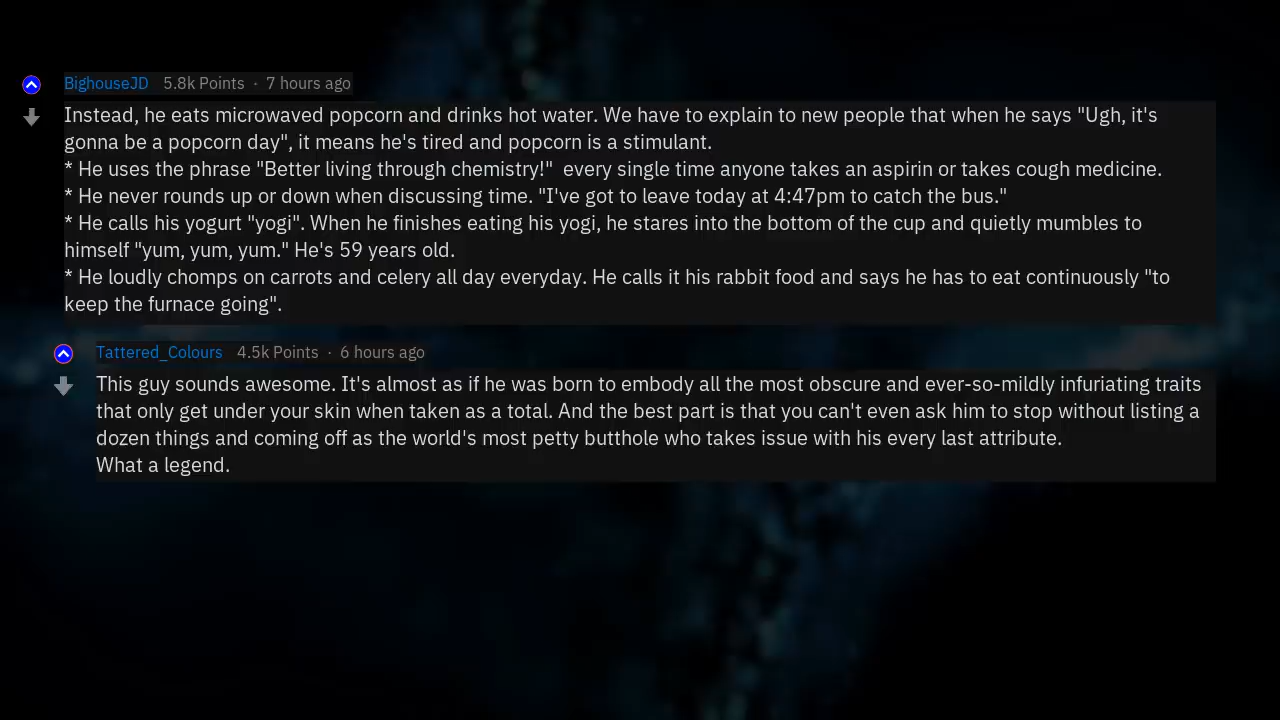 BighouseJD 5.8k Points · 7 hours ago
Instead, he eats microwaved popcorn and drinks hot water. We have to explain to new people that when he says "Ugh, it's
gonna be a popcorn day", it means he's tired and popcorn is a stimulant.
* He uses the phrase "Better living through chemistry!"  every single time anyone takes an aspirin or takes cough medicine.
* He never rounds up or down when discussing time. "I've got to leave today at 4:47pm to catch the bus."
* He calls his yogurt "yogi". When he finishes eating his yogi, he stares into the bottom of the cup and quietly mumbles to
himself "yum, yum, yum." He's 59 years old.
* He loudly chomps on carrots and celery all day everyday. He calls it his rabbit food and says he has to eat continuously "to
keep the furnace going".
Tattered_Colours 4.5k Points · 6 hours ago
This guy sounds awesome. It's almost as if he was born to embody all the most obscure and ever-so-mildly infuriating traits
that only get under your skin when taken as a total. And the best part is that you can't even ask him to stop without listing a
dozen things and coming off as the world's most petty butthole who takes issue with his every last attribute.
What a legend.